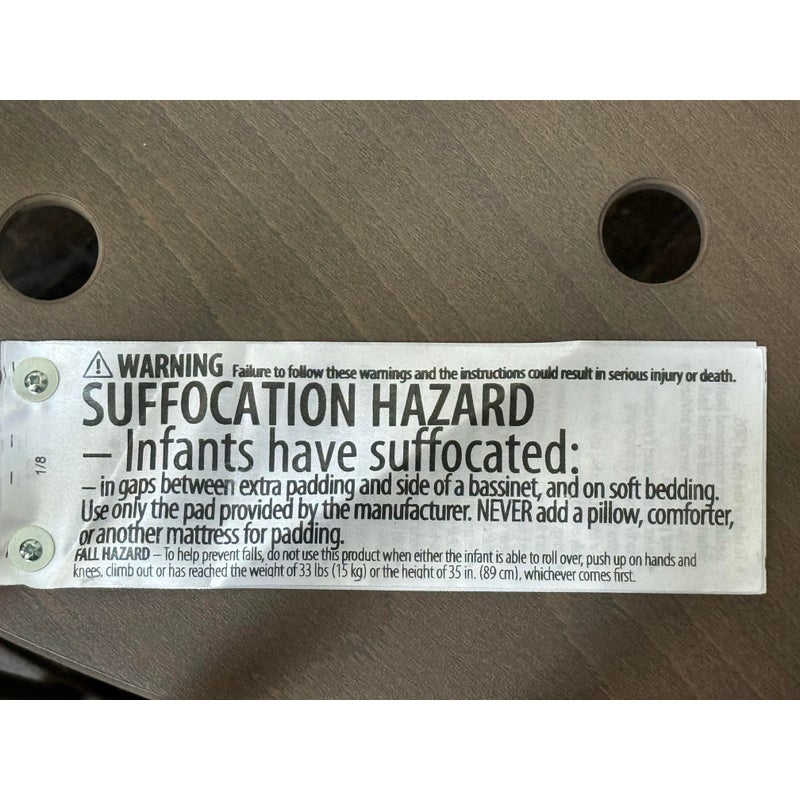 ⚠ WARNING Failure to follow these warnings and the instructions could result in serious injury or death.
SUFFOCATION HAZARD
– Infants have suffocated:
– in gaps between extra padding and side of a bassinet, and on soft bedding.
Use only the pad provided by the manufacturer. NEVER add a pillow, comforter,
or another mattress for padding.
FALL HAZARD – To help prevent falls, do not use this product when either the infant is able to roll over, push up on hands and
knees, climb out or has reached the weight of 33 lbs (15 kg) or the height of 35 in. (89 cm), whichever comes first.
1/8